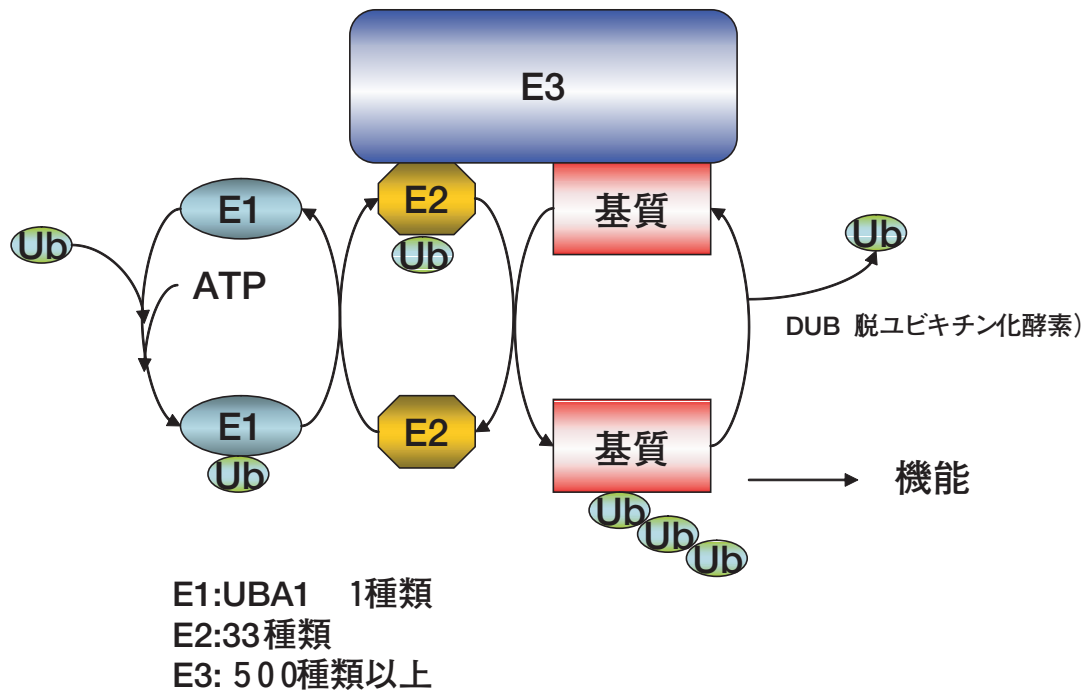 E3
E1
E2
基質
Ub
Ub
Ub
ATP
DUB 脱ユビキチン化酵素)
E1
E2
基質
Ub
機能
Ub
Ub
Ub
E1:UBA1 1種類
E2:33種類
E3: 500種類以上